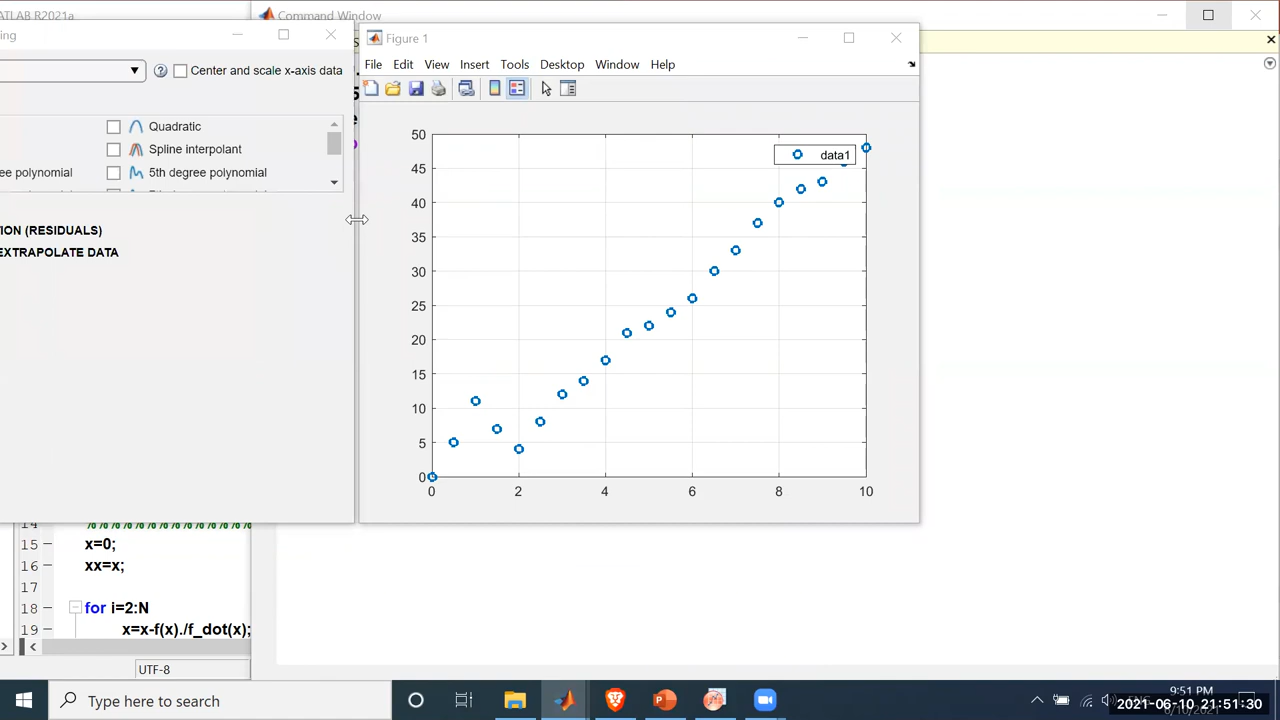 ATLAB R2021a
Command Window
ing
Figure 1
File Edit View Insert Tools Desktop Window Help
Center and scale x-axis data
Quadratic
Spline interpolant
ee polynomial
5th degree polynomial
ION (RESIDUALS)
EXTRAPOLATE DATA
data1
50
45
40
35
30
25
20
15
10
5
0
0 2 4 6 8 10
14 %%%%%%%%%%%%%
15 x=0;
16 xx=x;
17
18 for i=2:N
19 x=x-f(x)./f_dot(x);
UTF-8
Type here to search
9:51 PM
2021-06-10 21:51:30